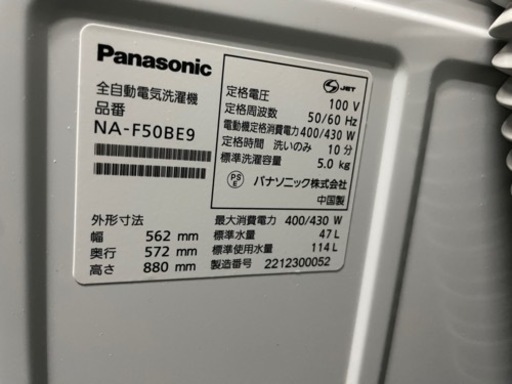 Panasonic
全自動電気洗濯機
品番
NA-F50BE9
外形寸法
幅 562 mm
奥行 572 mm
高さ 880 mm
S JET
定格電圧 100 V
定格周波数 50/60 Hz
電動機定格消費電力 400/430 W
定格時間 洗いのみ 10 分
標準洗濯容量 5.0 kg
PS E パナソニック株式会社
中国製
最大消費電力 400/430 W
標準水量 47 L
標準使用水量 114 L
製造番号 2212300052